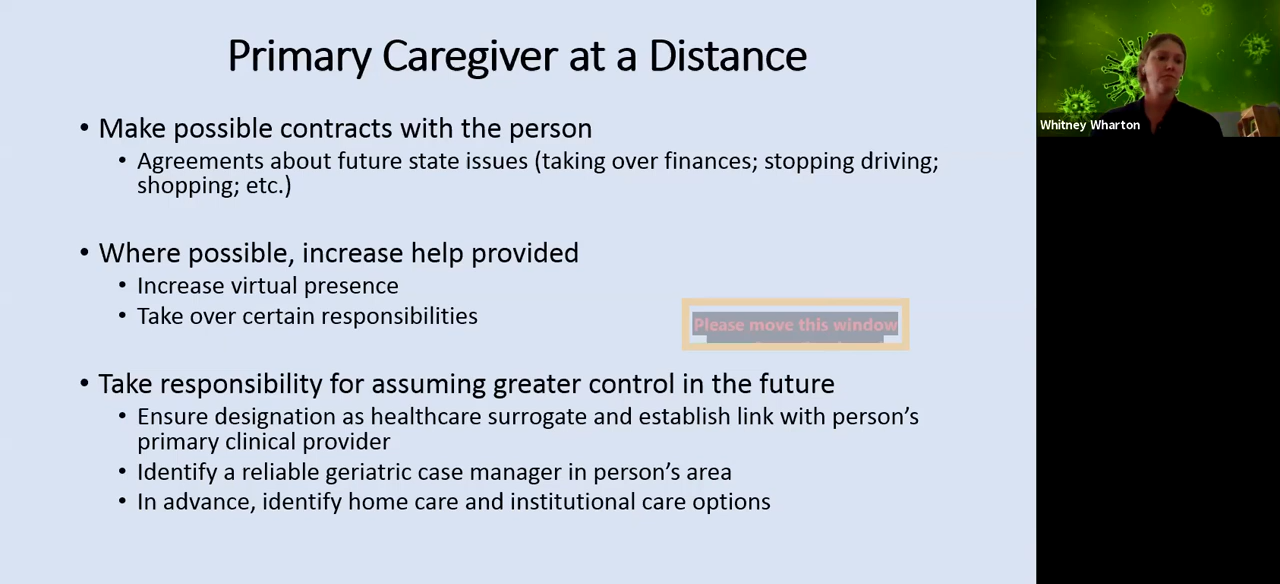 Primary Caregiver at a Distance
• Make possible contracts with the person
• Agreements about future state issues (taking over finances; stopping driving;
shopping; etc.)
• Where possible, increase help provided
• Increase virtual presence
• Take over certain responsibilities
Please move this window
• Take responsibility for assuming greater control in the future
• Ensure designation as healthcare surrogate and establish link with person's
primary clinical provider
• Identify a reliable geriatric case manager in person's area
• In advance, identify home care and institutional care options
Whitney Wharton